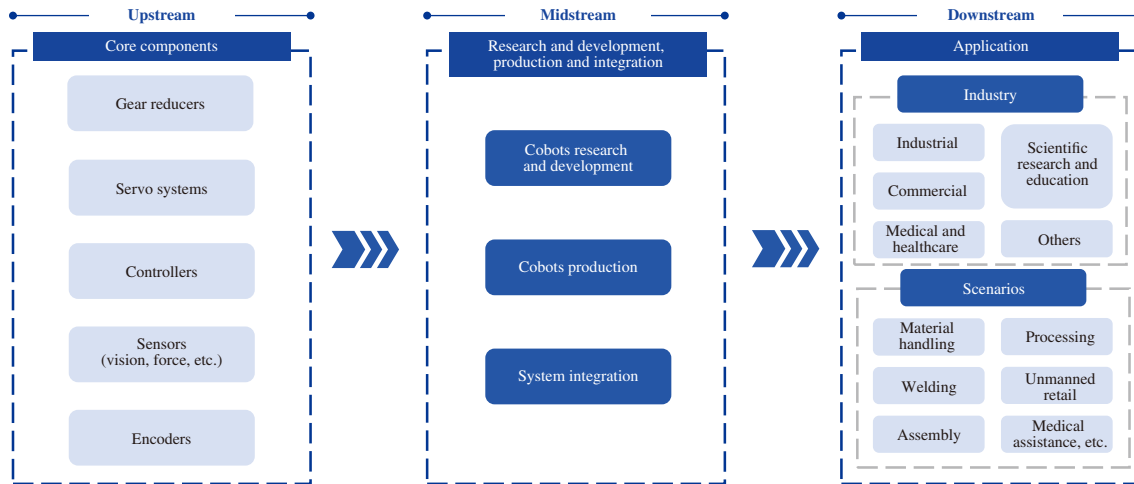 Upstream
Core components
Gear reducers
Servo systems
Controllers
Sensors
(vision, force, etc.)
Encoders
Midstream
Research and development,
production and integration
Cobots research
and development
Cobots production
System integration
Downstream
Application
Industry
Industrial
Commercial
Medical and
healthcare
Scientific
research and
education
Others
Scenarios
Material
handling
Welding
Assembly
Processing
Unmanned
retail
Medical
assistance, etc.